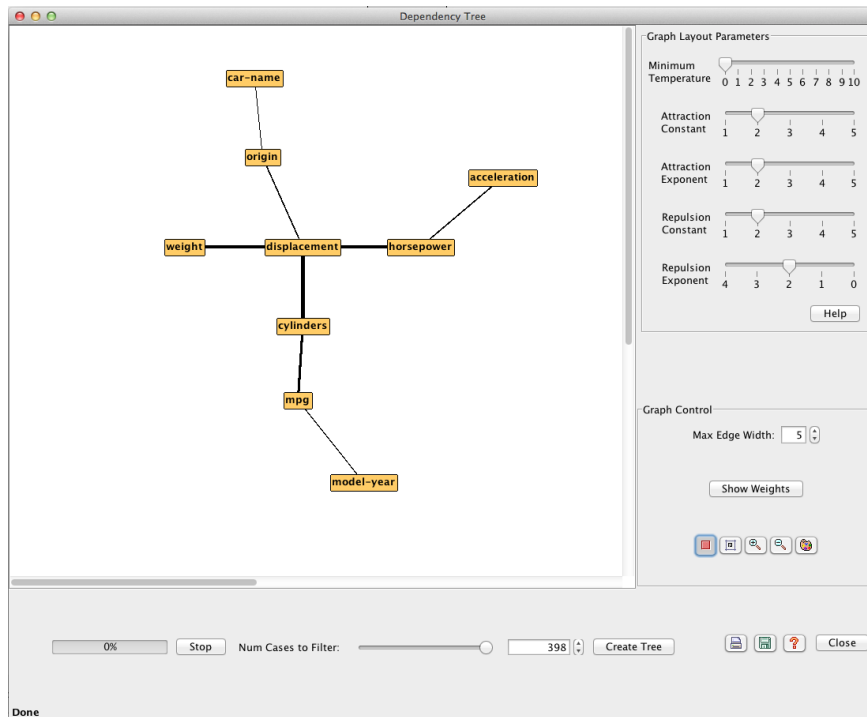 Dependency Tree
car-name
origin
acceleration
weight
displacement
horsepower
cylinders
mpg
model-year
Graph Layout Parameters
Minimum
Temperature
0 1 2 3 4 5 6 7 8 9 10
Attraction
Constant
1 2 3 4 5
Attraction
Exponent
1 2 3 4 5
Repulsion
Constant
1 2 3 4 5
Repulsion
Exponent
4 3 2 1 0
Help
Graph Control
Max Edge Width: 5
Show Weights
0% Stop Num Cases to Filter: 398 Create Tree ? Close
Done